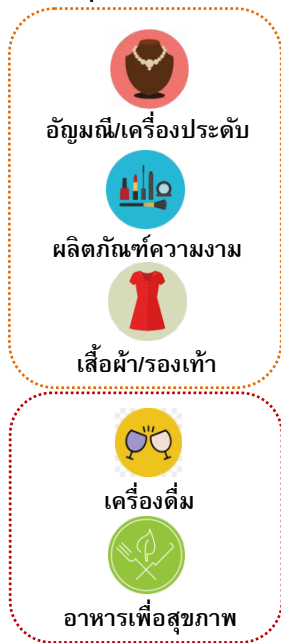 อัญมณี/เครื่องประดับ
ผลิตภัณฑ์ความงาม
เสื้อผ้า/รองเท้า
เครื่องดื่ม
อาหารเพื่อสุขภาพ